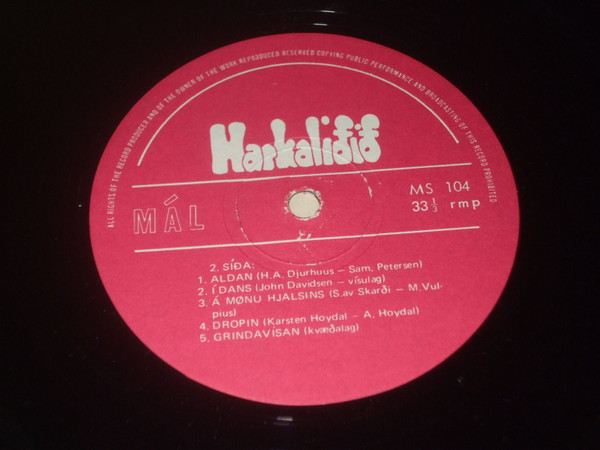 ALL RIGHTS OF THE RECORD PRODUCER AND OF THE OWNER OF THE WORK REPRODUCED RESERVED COPYING PUBLIC PERFORMANCE AND BROADCASTING OF THIS RECORD PROHIBITED
Harkaliðið
MÁL
MS 104
33⅓ rmp
2. SÍÐA:
1. ALDAN (H.A. Djurhuus – Sam. Petersen)
2. Í DANS (John Davidsen – vísulag)
3. Á MØNU HJALSINS (S.av Skarði – M.Vul-
pius)
4. DROPIN (Karsten Hoydal – A. Hoydal)
5. GRINDAVÍSAN (kvæðalag)